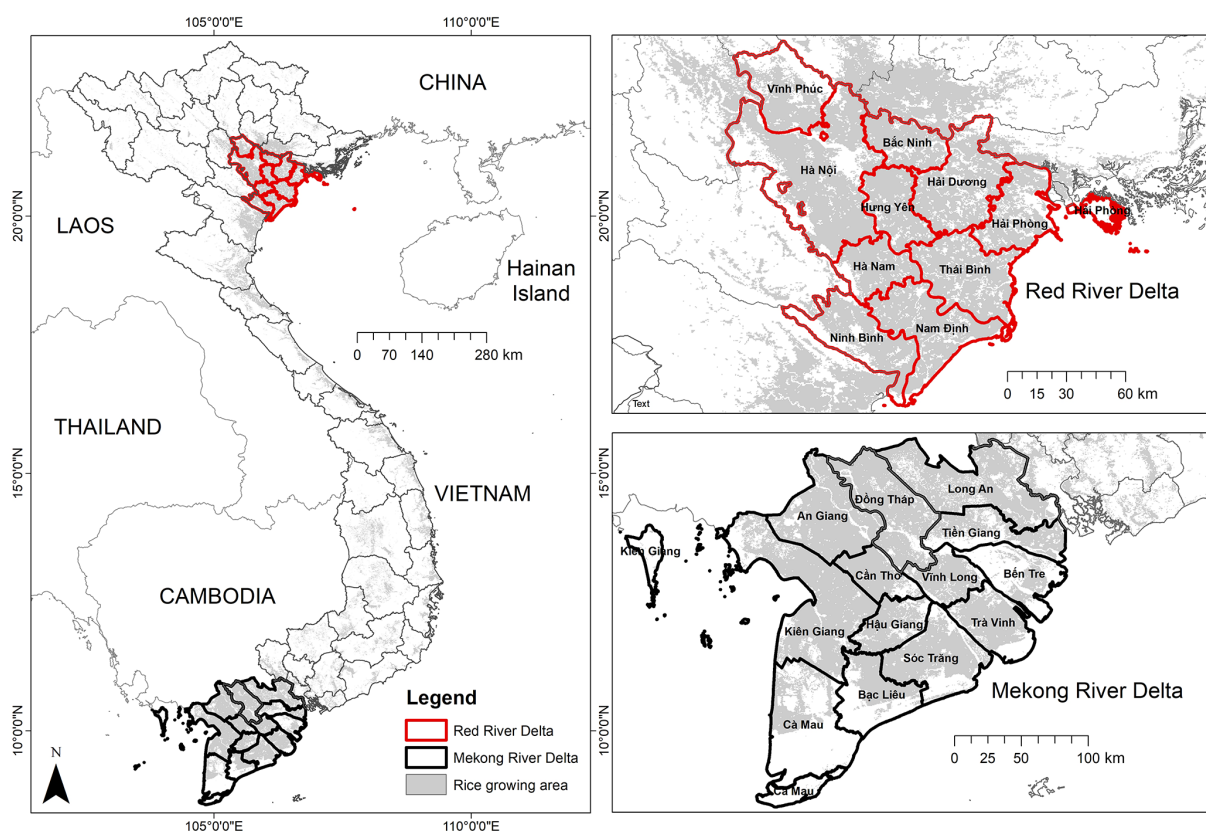 105°0'0"E
110°0'0"E
20°0'0"N
15°0'0"N
10°0'0"N
CHINA
LAOS
Hainan
Island
0 70 140 280 km
THAILAND
VIETNAM
CAMBODIA
Legend
Red River Delta
Mekong River Delta
Rice growing area
N
105°0'0"E
110°0'0"E
20°0'0"N
15°0'0"N
10°0'0"N
Vĩnh Phúc
Bắc Ninh
Hà Nội
Hải Dương
Hưng Yên
Hải Phòng
Hải Phòng
Hà Nam
Thái Bình
Red River Delta
Nam Định
Ninh Bình
0 15 30 60 km
Text
Long An
Đồng Tháp
An Giang
Tiền Giang
Kiên Giang
Cần Thơ
Vĩnh Long
Bến Tre
Hậu Giang
Trà Vinh
Kiên Giang
Sóc Trăng
Mekong River Delta
Bạc Liêu
Cà Mau
0 25 50 100 km
Cà Mau